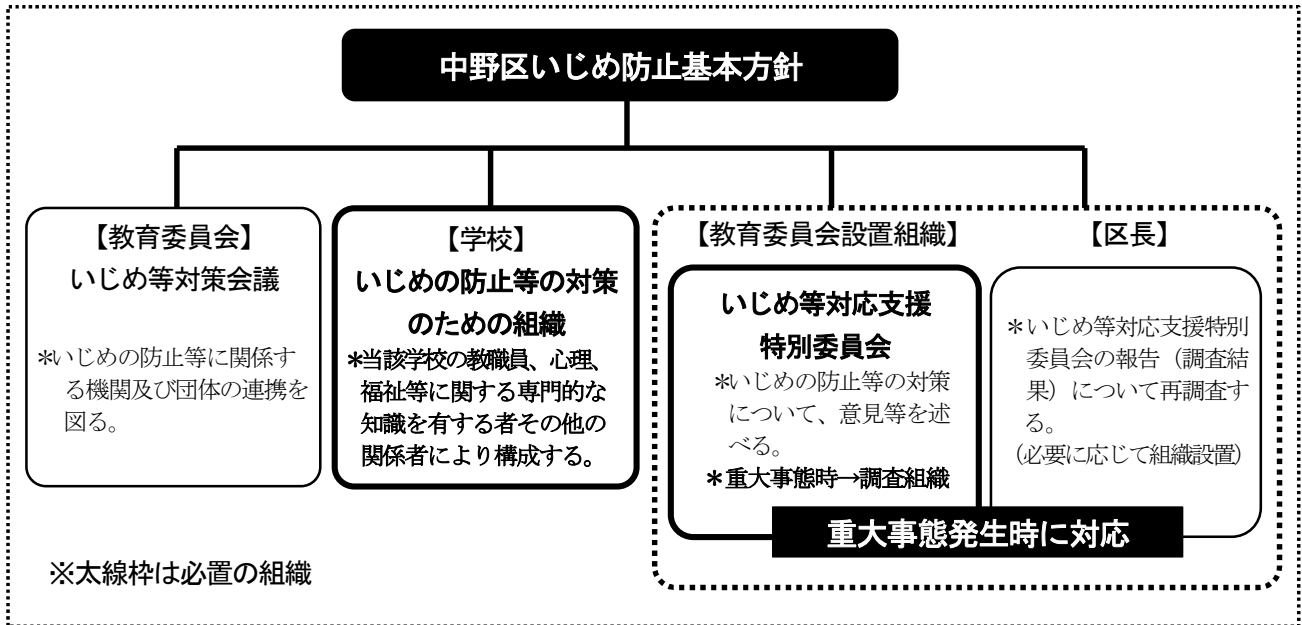 中野区いじめ防止基本方針
【教育委員会】
いじめ等対策会議
*いじめの防止等に関係す
る機関及び団体の連携を
図る。
【学校】
いじめの防止等の対策
のための組織
*当該学校の教職員、心理、
福祉等に関する専門的な
知識を有する者その他の
関係者により構成する。
【教育委員会設置組織】
いじめ等対応支援
特別委員会
*いじめの防止等の対策
について、意見等を述
べる。
*重大事態時→調査組織
【区長】
*いじめ等対応支援特別
委員会の報告（調査結
果）について再調査す
る。
(必要に応じて組織設置)
重大事態発生時に対応
※太線枠は必置の組織